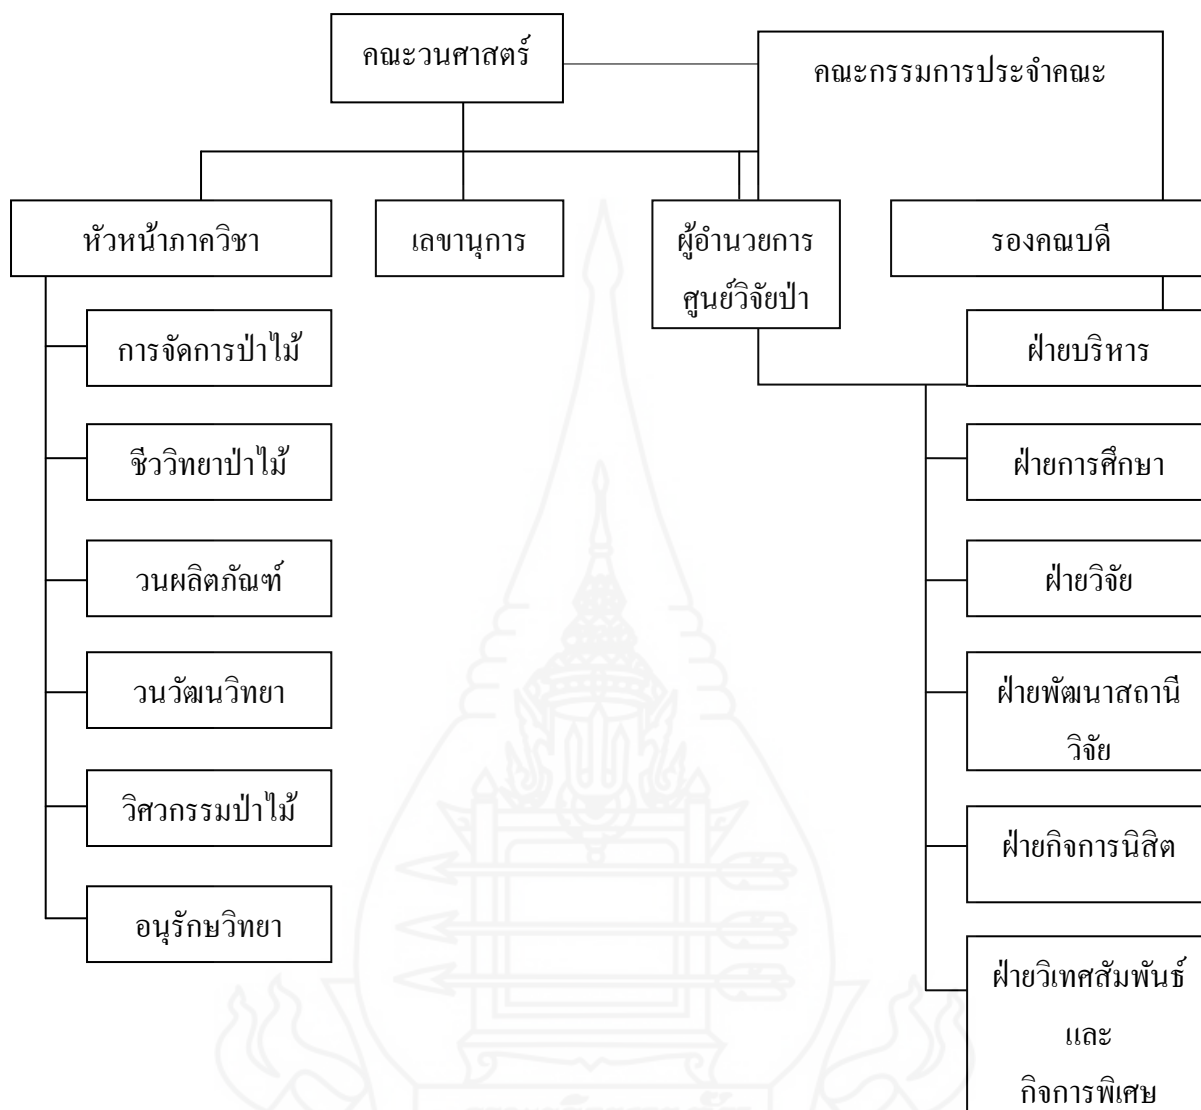 คณะวนศาสตร์
คณะกรรมการประจำคณะ
หัวหน้าภาควิชา
เลขานุการ
ผู้อำนวยการ
ศูนย์วิจัยป่า
รองคณบดี
การจัดการป่าไม้
ชีววิทยาป่าไม้
วนผลิตภัณฑ์
วนวัฒนวิทยา
วิศวกรรมป่าไม้
อนุรักษวิทยา
ฝ่ายบริหาร
ฝ่ายการศึกษา
ฝ่ายวิจัย
ฝ่ายพัฒนาสถานี
วิจัย
ฝ่ายกิจการนิสิต
ฝ่ายวิเทศสัมพันธ์
และ
กิจการพิเศษ